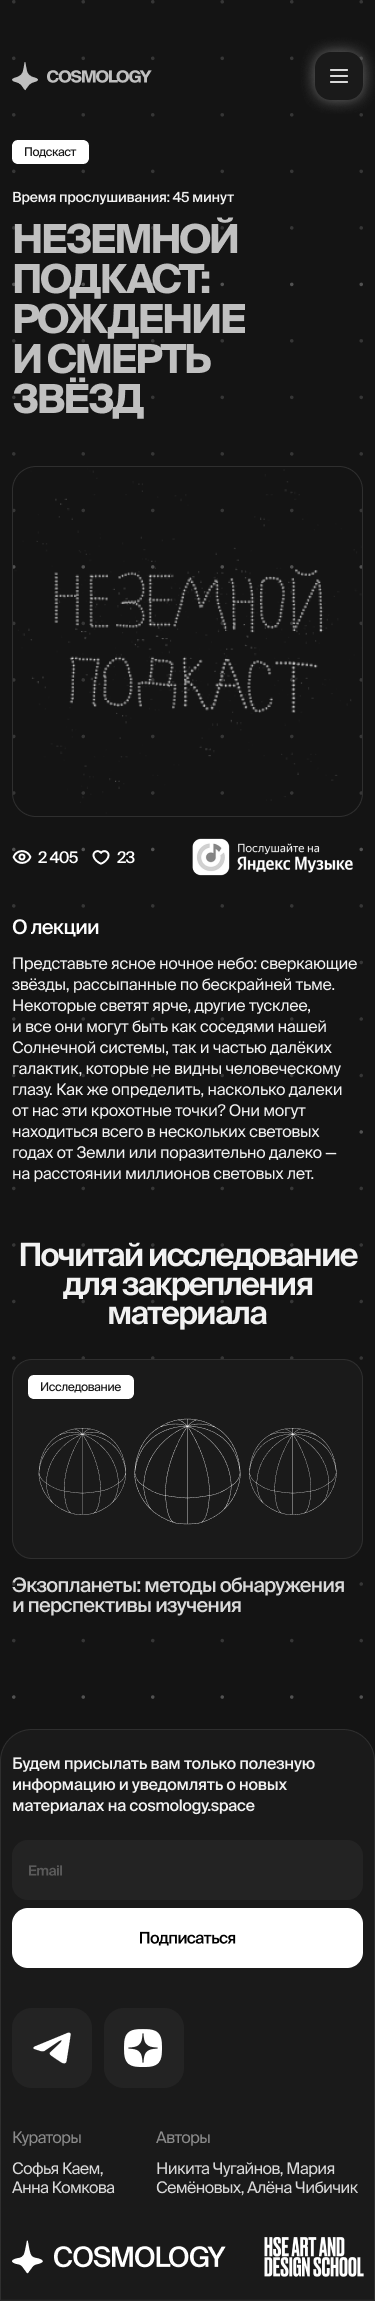 COSMOLOGY
Подскаст
Время прослушивания: 45 минут
НЕЗЕМНОЙ
ПОДКАСТ:
РОЖДЕНИЕ
И СМЕРТЬ
ЗВЁЗД
НЕЗЕМНОЙ
ПОДКАСТ
2 405 23
Послушайте на
Яндекс Музыке
О лекции
Представьте ясное ночное небо: сверкающие
звёзды, рассыпанные по бескрайней тьме.
Некоторые светят ярче, другие тусклее,
и все они могут быть как соседями нашей
Солнечной системы, так и частью далёких
галактик, которые не видны человеческому
глазу. Как же определить, насколько далеки
от нас эти крохотные точки? Они могут
находиться всего в нескольких световых
годах от Земли или поразительно далеко —
на расстоянии миллионов световых лет.
Почитай исследование
для закрепления
материала
Исследование
Экзопланеты: методы обнаружения
и перспективы изучения
Будем присылать вам только полезную
информацию и уведомлять о новых
материалах на cosmology.space
Email
Подписаться
Кураторы
Софья Каем,
Анна Комкова
Авторы
Никита Чугайнов, Мария
Семёновых, Алёна Чибичик
COSMOLOGY
HSE ART AND
DESIGN SCHOOL